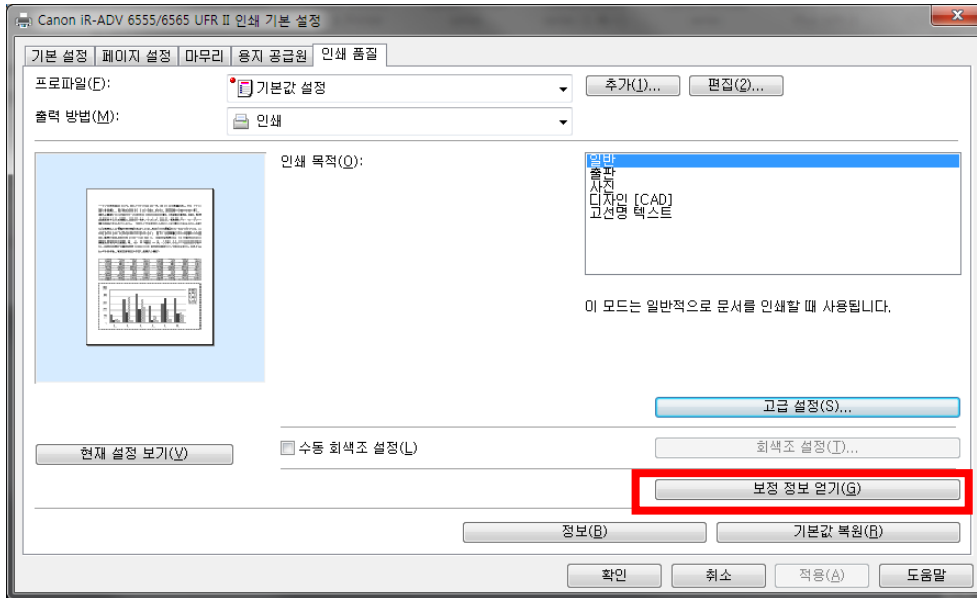 Canon iR-ADV 6555/6565 UFR II 인쇄 기본 설정
기본 설정 페이지 설정 마무리 용지 공급원 인쇄 품질
프로파일(F): 기본값 설정 추가(1)... 편집(2)...
출력 방법(M): 인쇄
인쇄 목적(O): 일반
출판
사진
디자인 [CAD]
고선명 텍스트
이 모드는 일반적으로 문서를 인쇄할 때 사용됩니다.
고급 설정(S)...
현재 설정 보기(V) 수동 회색조 설정(L) 회색조 설정(T)...
보정 정보 얻기(G)
정보(B) 기본값 복원(R)
확인 취소 적용(A) 도움말